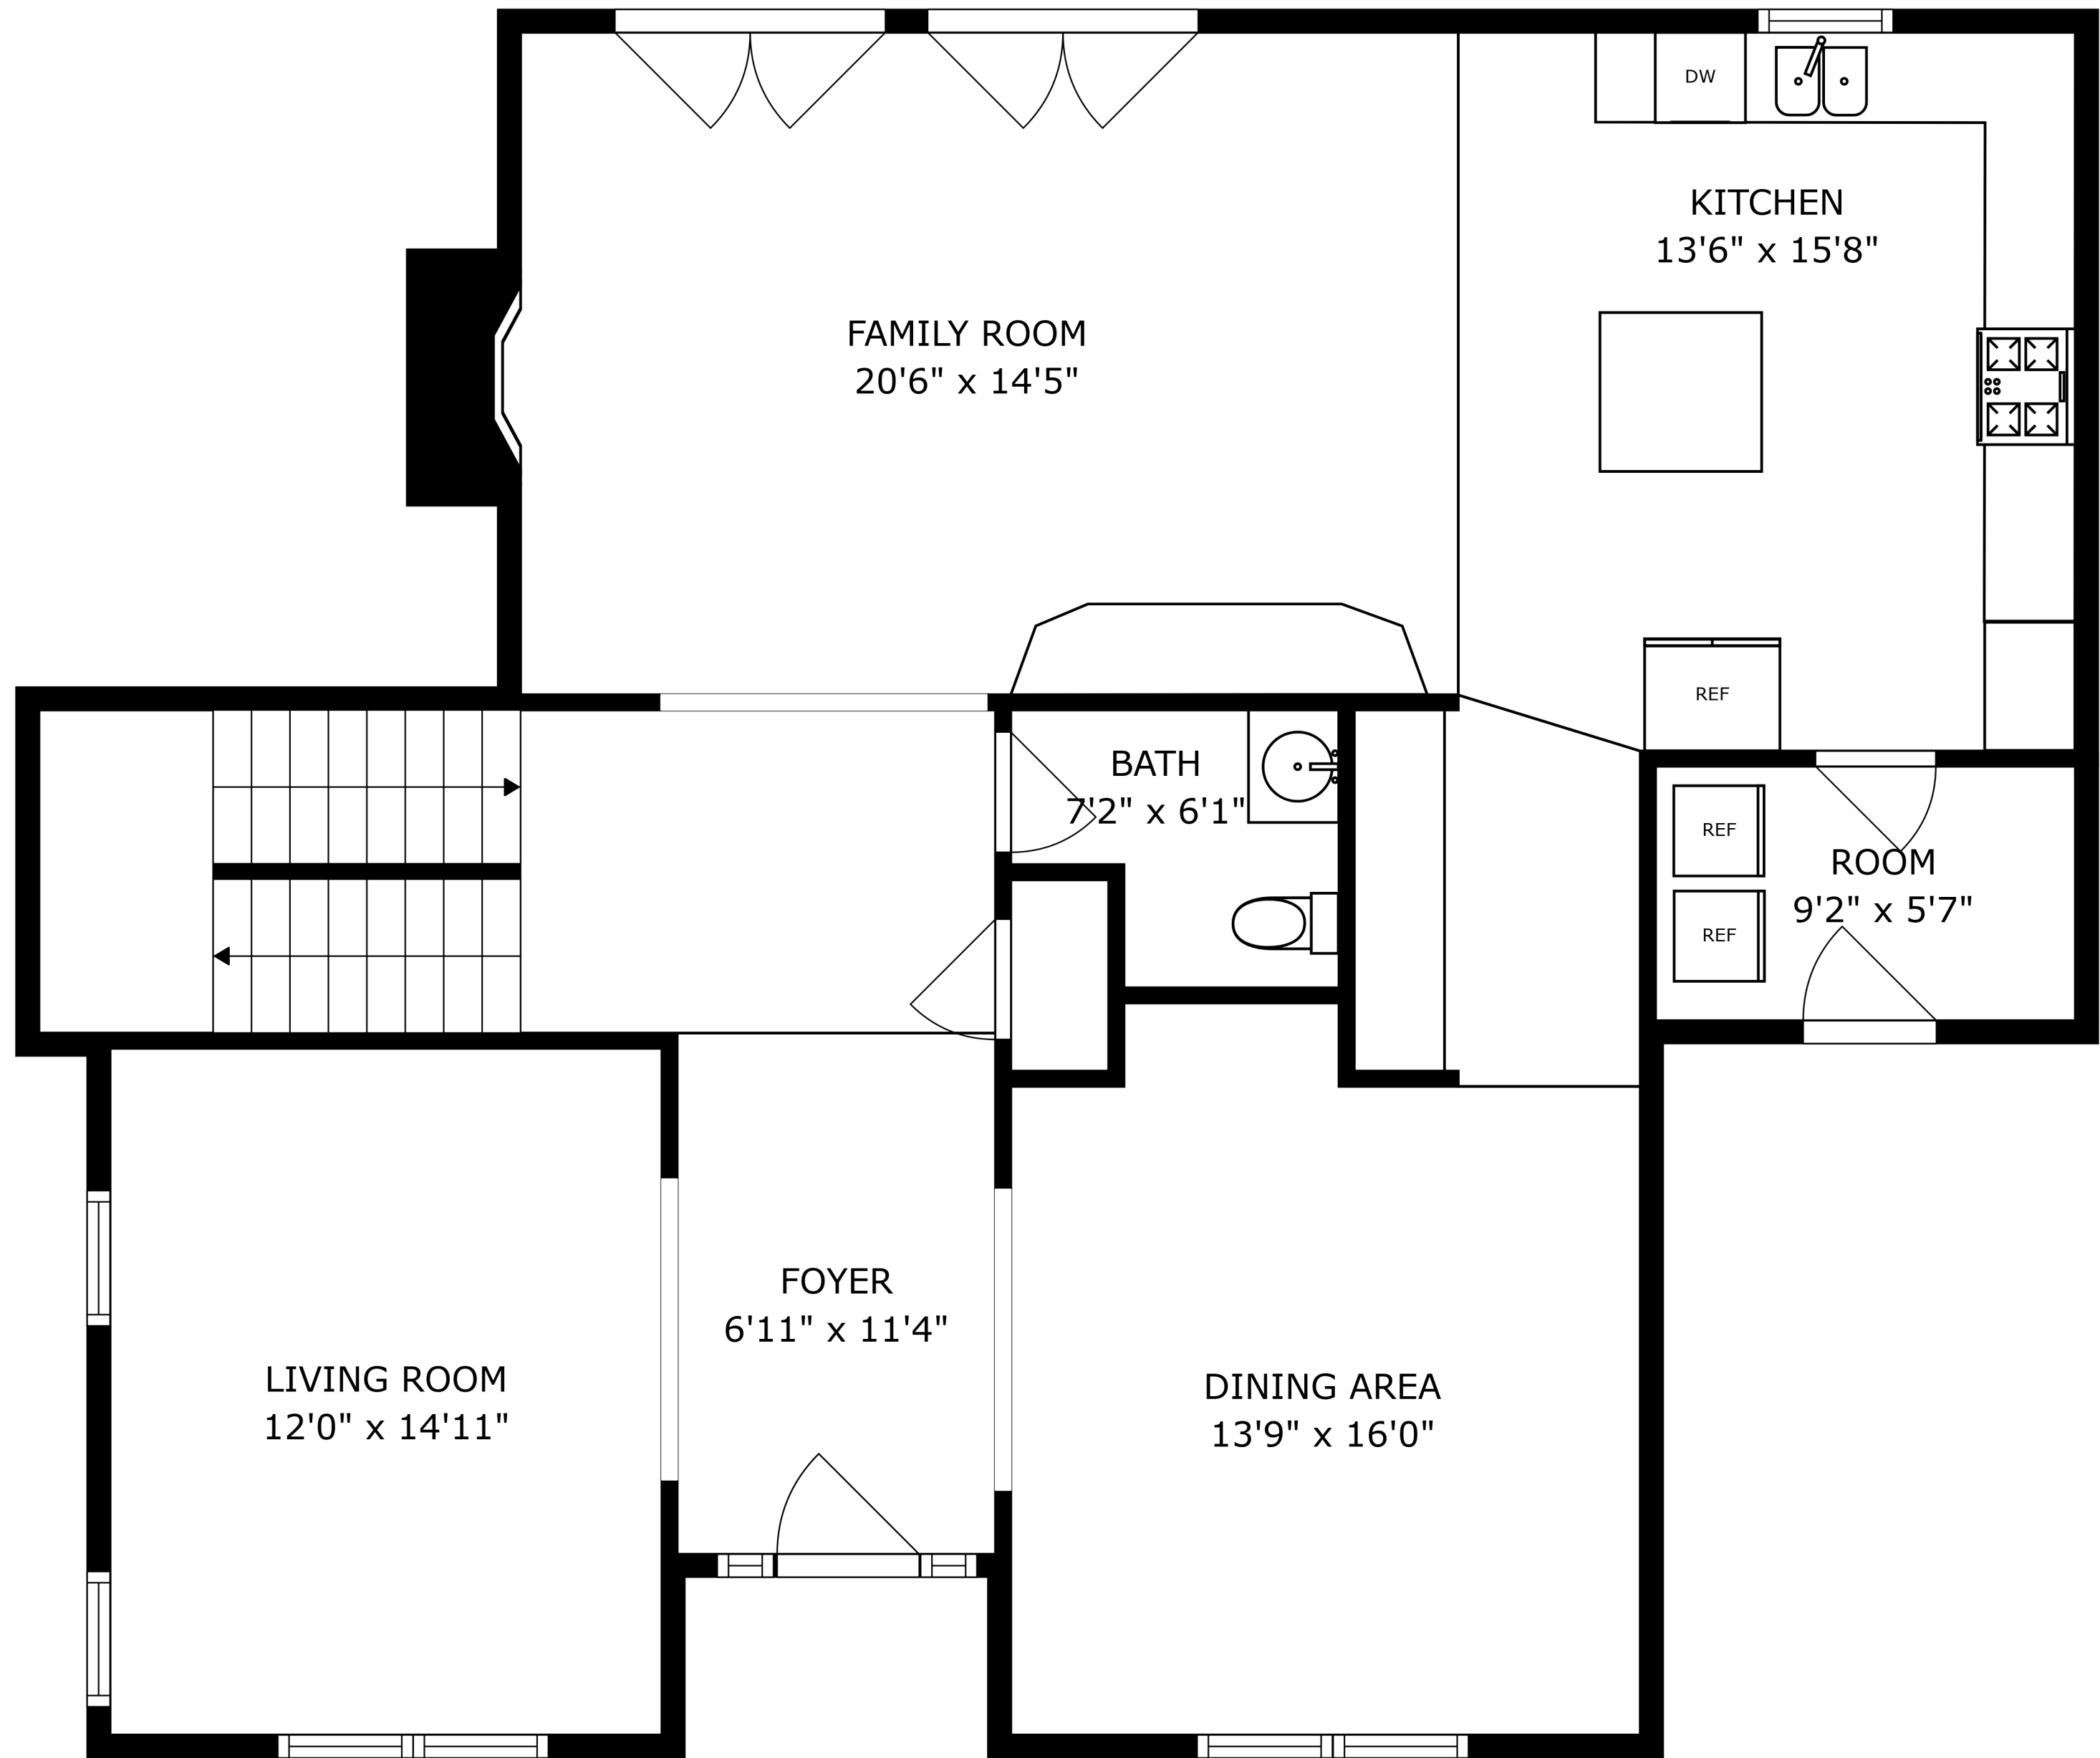 DW
KITCHEN
13'6" x 15'8"
FAMILY ROOM
20'6" x 14'5"
REF
BATH
7'2" x 6'1"
REF
ROOM
9'2" x 5'7"
REF
FOYER
6'11" x 11'4"
LIVING ROOM
12'0" x 14'11"
DINING AREA
13'9" x 16'0"